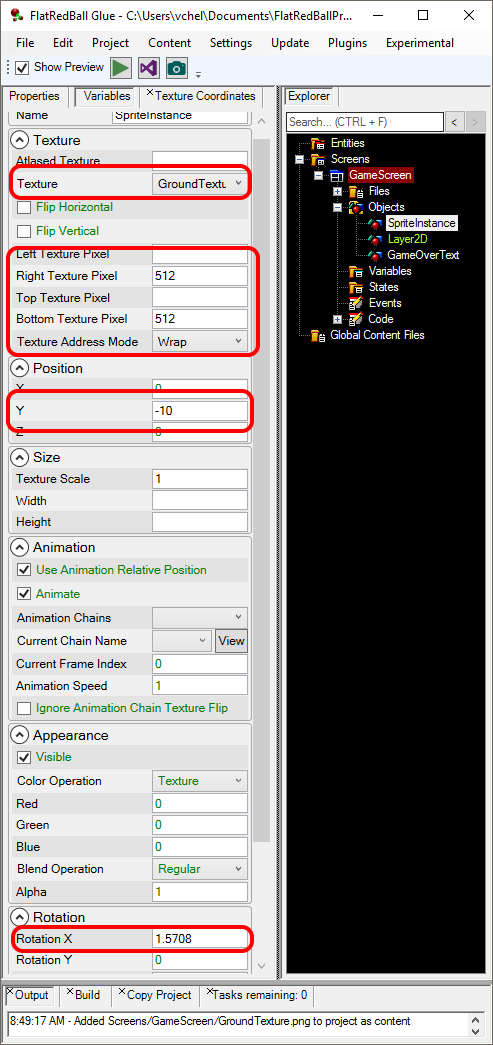 FlatRedBall Glue - C:\Users\vchel\Documents\FlatRedBallPr...
File Edit Project Content Settings Update Plugins Experimental
Show Preview
Properties Variables Texture Coordinates
Name SpriteInstance
Texture
Atlased Texture
Texture GroundTextu
Flip Horizontal
Flip Vertical
Left Texture Pixel
Right Texture Pixel 512
Top Texture Pixel
Bottom Texture Pixel 512
Texture Address Mode Wrap
Position
X 0
Y -10
Z 0
Size
Texture Scale 1
Width
Height
Animation
Use Animation Relative Position
Animate
Animation Chains
Current Chain Name View
Current Frame Index 0
Animation Speed 1
Ignore Animation Chain Texture Flip
Appearance
Visible
Color Operation Texture
Red 0
Green 0
Blue 0
Blend Operation Regular
Alpha 1
Rotation
Rotation X 1.5708
Rotation Y 0
Explorer
Search... (CTRL + F) < >
Entities
Screens
GameScreen
Files
Objects
SpriteInstance
Layer2D
GameOverText
Variables
States
Events
Code
Global Content Files
Output Build Copy Project Tasks remaining: 0
8:49:17 AM - Added Screens/GameScreen/GroundTexture.png to project as content